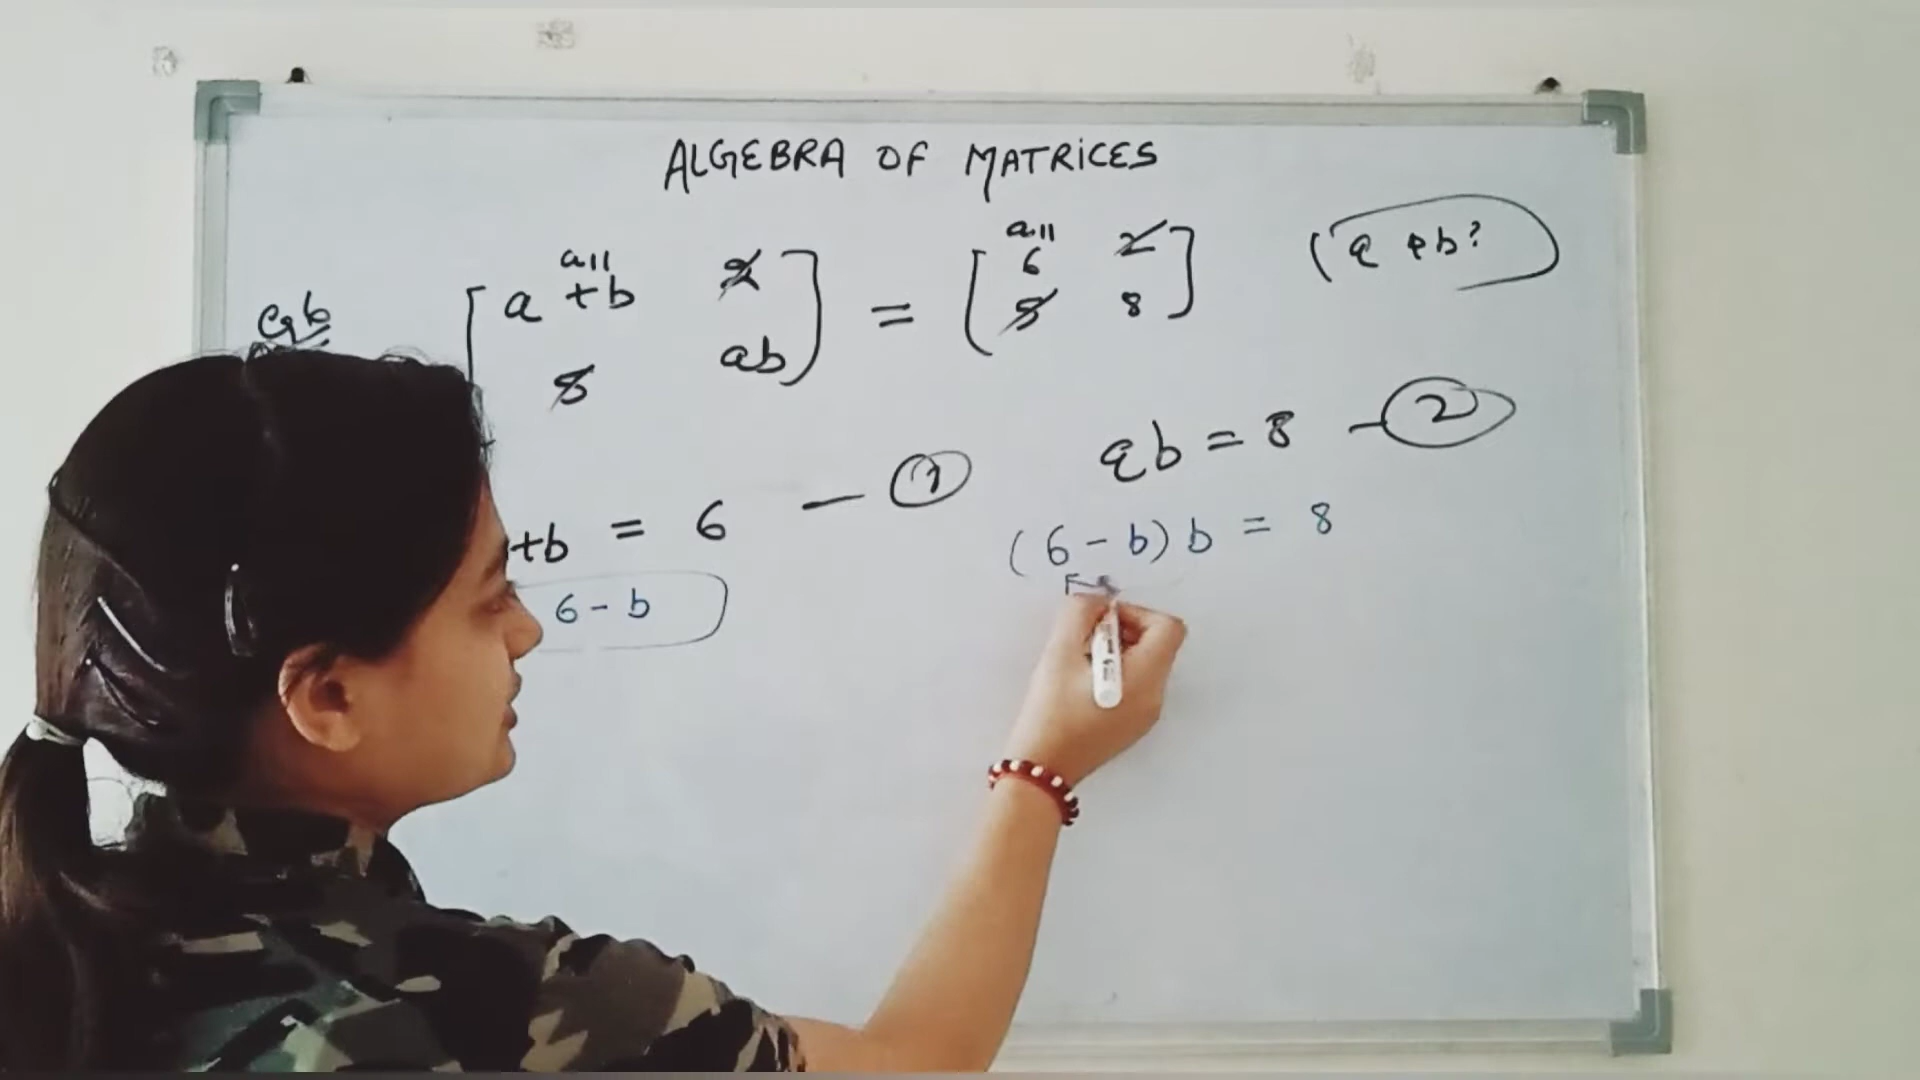 ALGEBRA OF MATRICES
Q6 [a + b 2 = [6 2] (a & b?
a11 a11
8 ab] 8 8
ab = 8 — 2
+b = 6 — 1
(6 - b) b = 8
6 - b